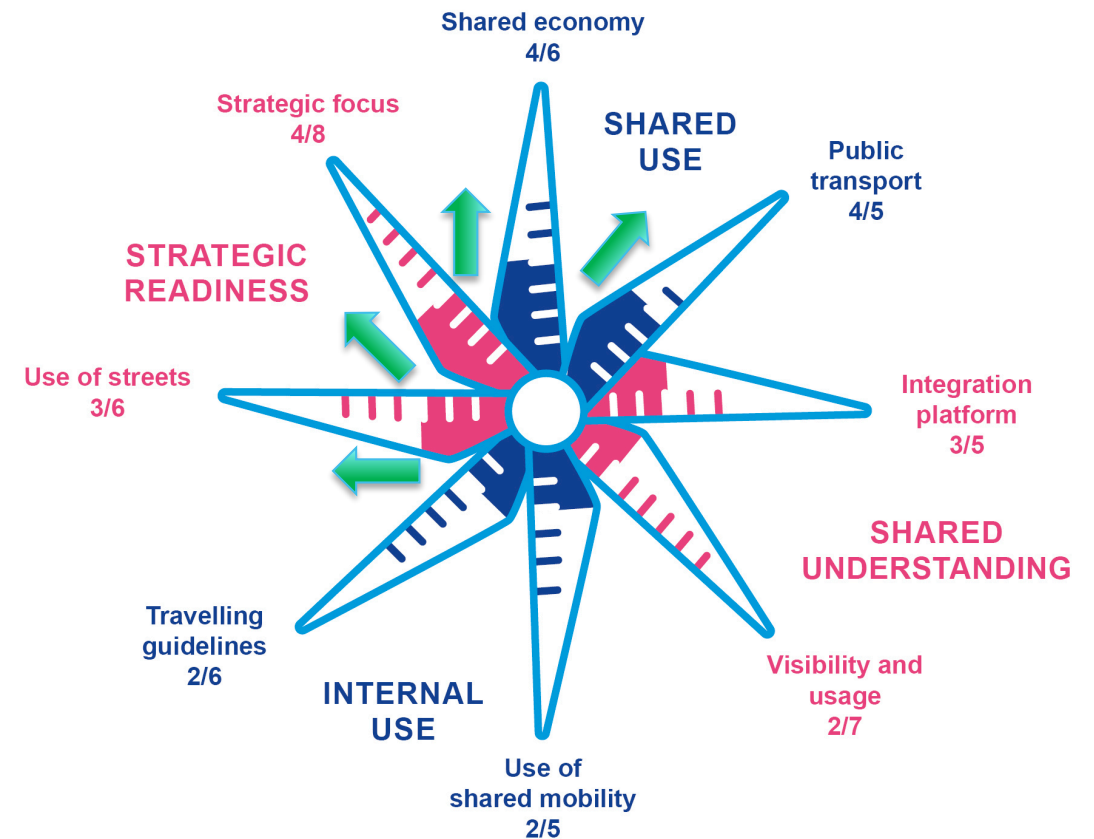 Shared economy
4/6
Strategic focus
4/8
SHARED
USE
Public
transport
4/5
STRATEGIC
READINESS
Use of streets
3/6
Integration
platform
3/5
SHARED
UNDERSTANDING
Travelling
guidelines
2/6
INTERNAL
USE
Visibility and
usage
2/7
Use of
shared mobility
2/5